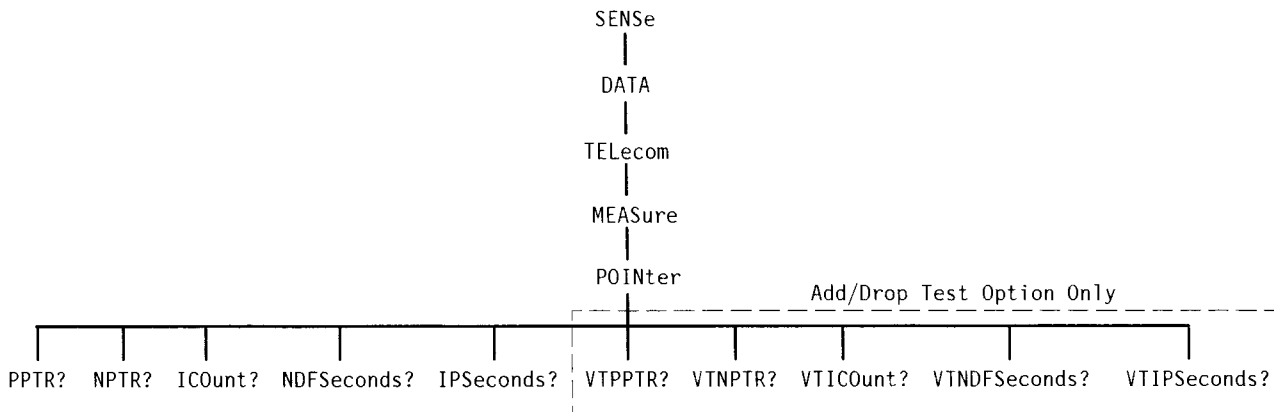 SENSe
DATA
TELecom
MEASure
POINter
Add/Drop Test Option Only
PPTR? NPTR? ICOunt? NDFSeconds? IPSeconds? VTPPTR? VTNPTR? VTICOunt? VTNDFSeconds? VTIPSeconds?